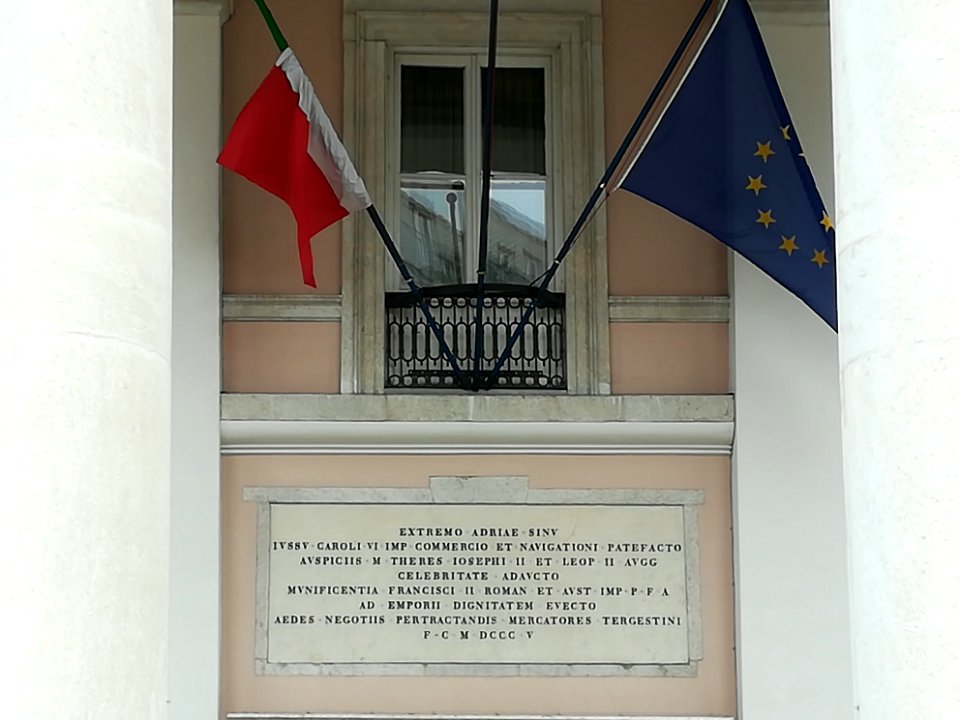 EXTREMO · ADRIAE · SINV
IVSSV · CAROLI · VI · IMP · COMMERCIO · ET · NAVIGATIONI · PATEFACTO
AVSPICIIS · M · THERES · IOSEPHI · II · ET · LEOP · II · AVGG
CELEBRITATE · ADAVCTO
MVNIFICENTIA · FRANCISCI · II · ROMAN · ET · AVST · IMP · P · F · A
AD · EMPORII · DIGNITATEM · EVECTO
AEDES · NEGOTIIS · PERTRACTANDIS · MERCATORES · TERGESTINI
F · C · M · DCCC · V